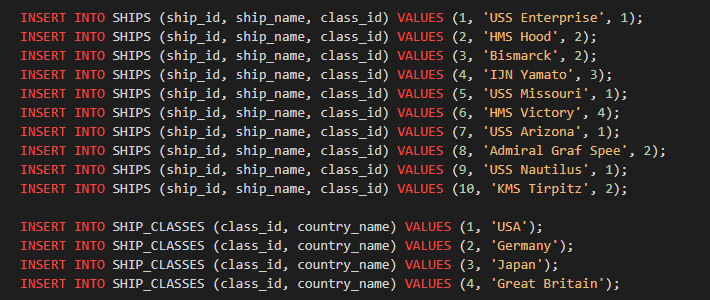 INSERT INTO SHIPS (ship_id, ship_name, class_id) VALUES (1, 'USS Enterprise', 1);
INSERT INTO SHIPS (ship_id, ship_name, class_id) VALUES (2, 'HMS Hood', 2);
INSERT INTO SHIPS (ship_id, ship_name, class_id) VALUES (3, 'Bismarck', 2);
INSERT INTO SHIPS (ship_id, ship_name, class_id) VALUES (4, 'IJN Yamato', 3);
INSERT INTO SHIPS (ship_id, ship_name, class_id) VALUES (5, 'USS Missouri', 1);
INSERT INTO SHIPS (ship_id, ship_name, class_id) VALUES (6, 'HMS Victory', 4);
INSERT INTO SHIPS (ship_id, ship_name, class_id) VALUES (7, 'USS Arizona', 1);
INSERT INTO SHIPS (ship_id, ship_name, class_id) VALUES (8, 'Admiral Graf Spee', 2);
INSERT INTO SHIPS (ship_id, ship_name, class_id) VALUES (9, 'USS Nautilus', 1);
INSERT INTO SHIPS (ship_id, ship_name, class_id) VALUES (10, 'KMS Tirpitz', 2);
INSERT INTO SHIP_CLASSES (class_id, country_name) VALUES (1, 'USA');
INSERT INTO SHIP_CLASSES (class_id, country_name) VALUES (2, 'Germany');
INSERT INTO SHIP_CLASSES (class_id, country_name) VALUES (3, 'Japan');
INSERT INTO SHIP_CLASSES (class_id, country_name) VALUES (4, 'Great Britain');